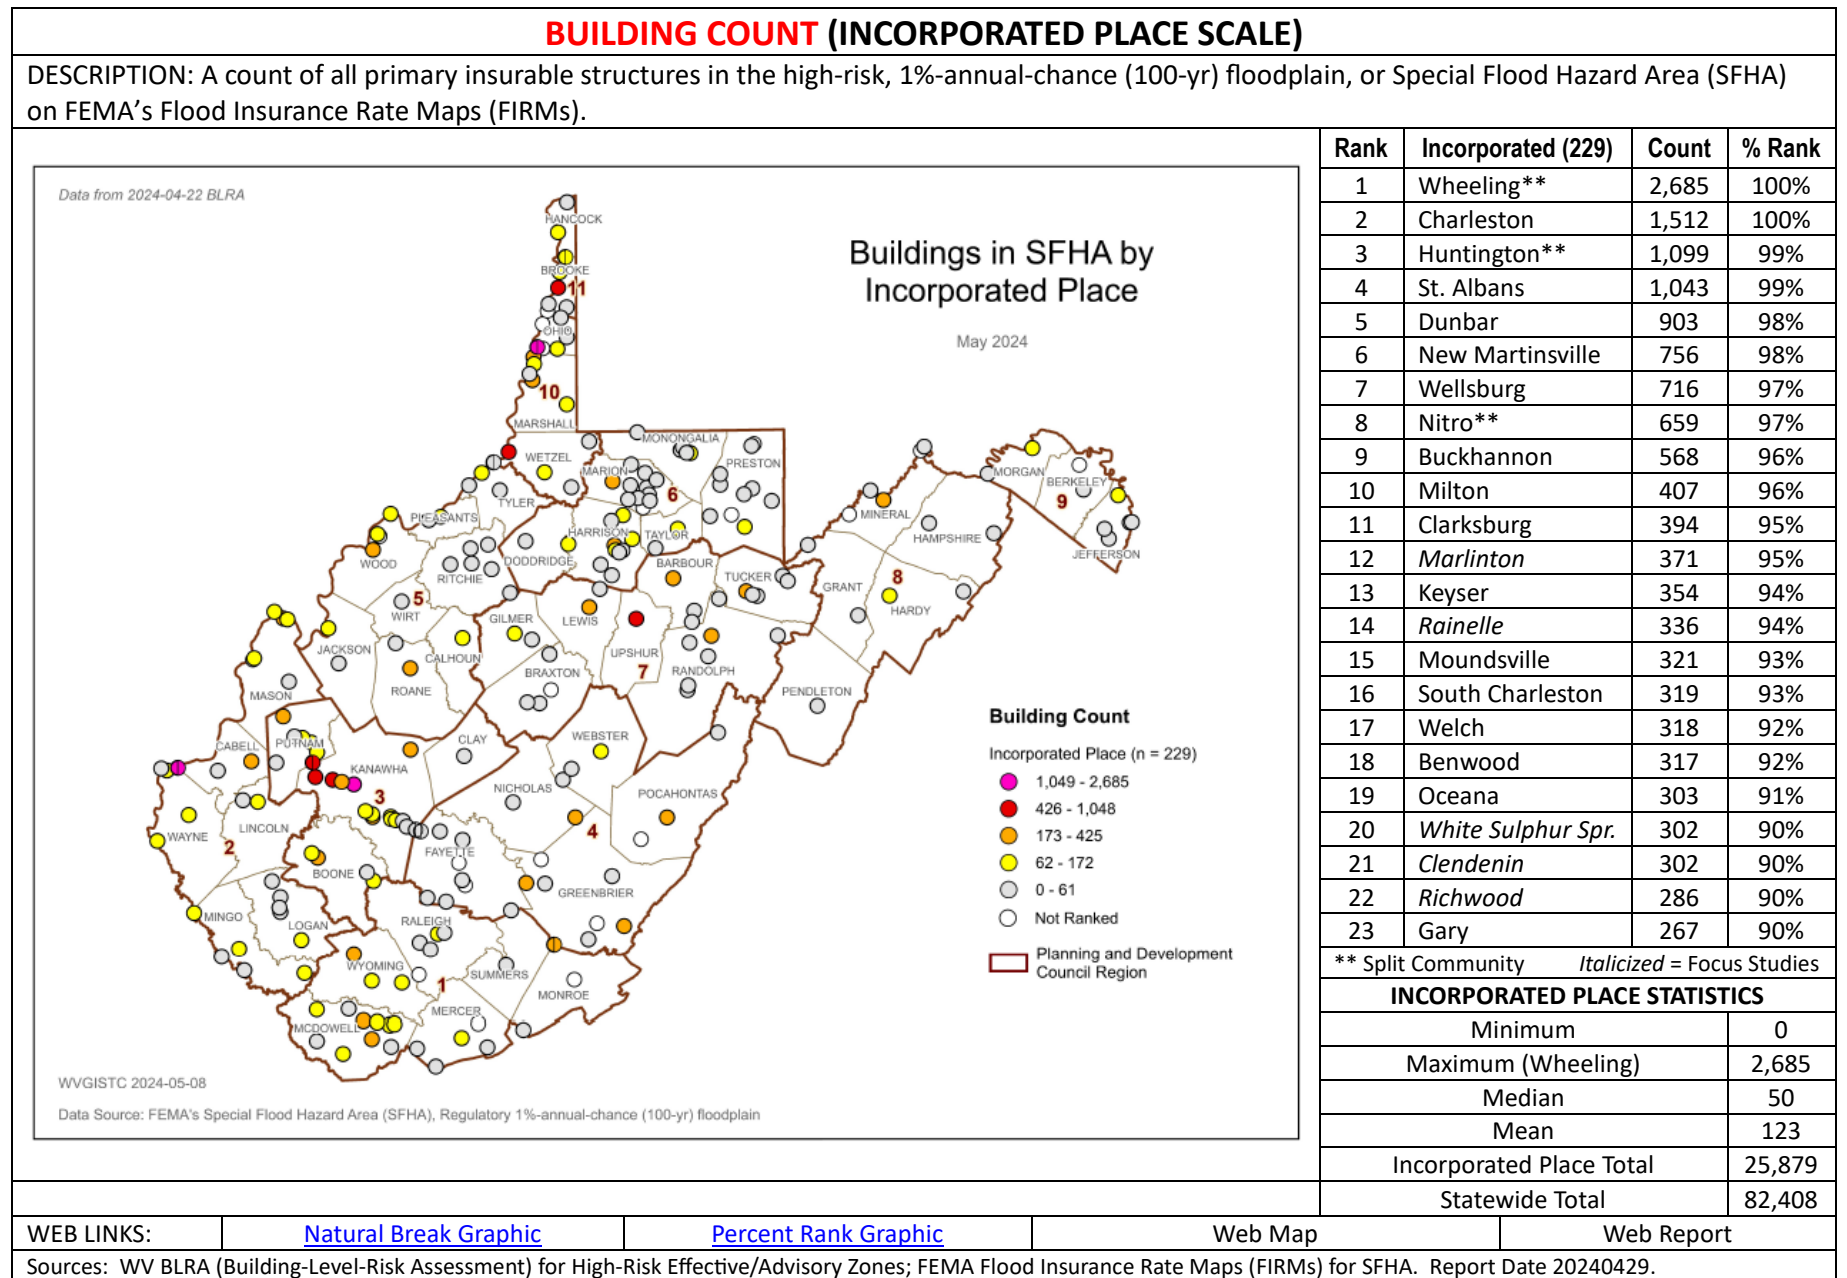 BUILDING COUNT (INCORPORATED PLACE SCALE)
DESCRIPTION: A count of all primary insurable structures in the high-risk, 1%-annual-chance (100-yr) floodplain, or Special Flood Hazard Area (SFHA)
on FEMA's Flood Insurance Rate Maps (FIRMs).
Data from 2024-04-22 BLRA
Buildings in SFHA by
Incorporated Place
May 2024
HANCOCK
BROOKE
11
OHIO
10
MARSHALL
WETZEL
MONONGALIA
MARION
PRESTON
6
TYLER
PLEASANTS
HARRISON
TAYLOR
DODDRIDGE
WOOD
RITCHIE
BARBOUR
TUCKER
MINERAL
HAMPSHIRE
MORGAN
BERKELEY
9
JEFFERSON
GRANT
8
HARDY
5
WIRT
GILMER
LEWIS
UPSHUR
7
RANDOLPH
JACKSON
CALHOUN
ROANE
BRAXTON
PENDLETON
MASON
CABELL
PUTNAM
KANAWHA
3
CLAY
WEBSTER
NICHOLAS
POCAHONTAS
4
WAYNE
2
LINCOLN
BOONE
FAYETTE
GREENBRIER
MINGO
LOGAN
RALEIGH
WYOMING
1
SUMMERS
MONROE
MERCER
MCDOWELL
Building Count
Incorporated Place (n = 229)
1,049 - 2,685
426 - 1,048
173 - 425
62 - 172
0 - 61
Not Ranked
Planning and Development
Council Region
WVGISTC 2024-05-08
Data Source: FEMA's Special Flood Hazard Area (SFHA), Regulatory 1%-annual-chance (100-yr) floodplain
Rank Incorporated (229) Count % Rank
1 Wheeling** 2,685 100%
2 Charleston 1,512 100%
3 Huntington** 1,099 99%
4 St. Albans 1,043 99%
5 Dunbar 903 98%
6 New Martinsville 756 98%
7 Wellsburg 716 97%
8 Nitro** 659 97%
9 Buckhannon 568 96%
10 Milton 407 96%
11 Clarksburg 394 95%
12 Marlinton 371 95%
13 Keyser 354 94%
14 Rainelle 336 94%
15 Moundsville 321 93%
16 South Charleston 319 93%
17 Welch 318 92%
18 Benwood 317 92%
19 Oceana 303 91%
20 White Sulphur Spr. 302 90%
21 Clendenin 302 90%
22 Richwood 286 90%
23 Gary 267 90%
** Split Community Italicized = Focus Studies
INCORPORATED PLACE STATISTICS
Minimum 0
Maximum (Wheeling) 2,685
Median 50
Mean 123
Incorporated Place Total 25,879
Statewide Total 82,408
WEB LINKS: Natural Break Graphic Percent Rank Graphic Web Map Web Report
Sources: WV BLRA (Building-Level-Risk Assessment) for High-Risk Effective/Advisory Zones; FEMA Flood Insurance Rate Maps (FIRMs) for SFHA. Report Date 20240429.